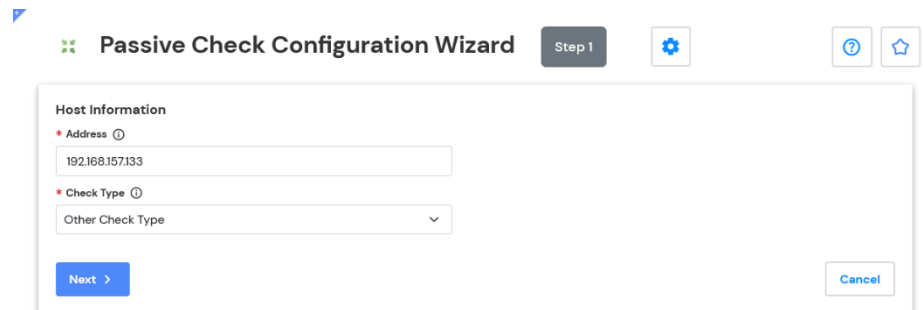 Passive Check Configuration Wizard Step 1
Host Information
* Address
192.168.157.133
* Check Type
Other Check Type
Next
Cancel